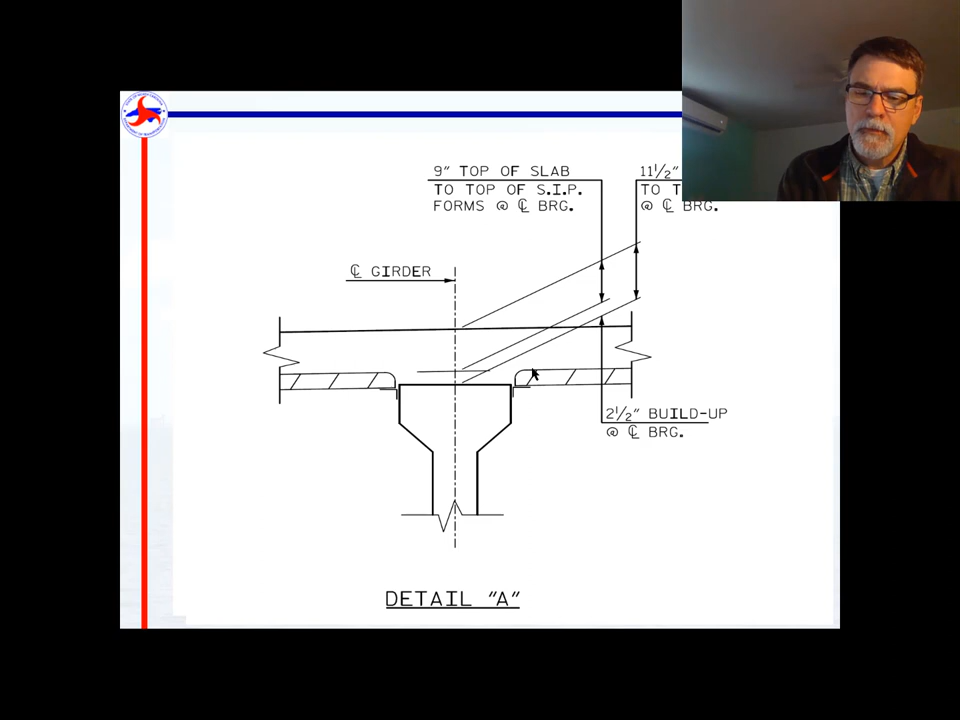 9" TOP OF SLAB
TO TOP OF S.I.P.
FORMS @ ℄ BRG.
11½"
TO
@ ℄ BRG.
℄ GIRDER
2½" BUILD-UP
@ ℄ BRG.
DETAIL "A"